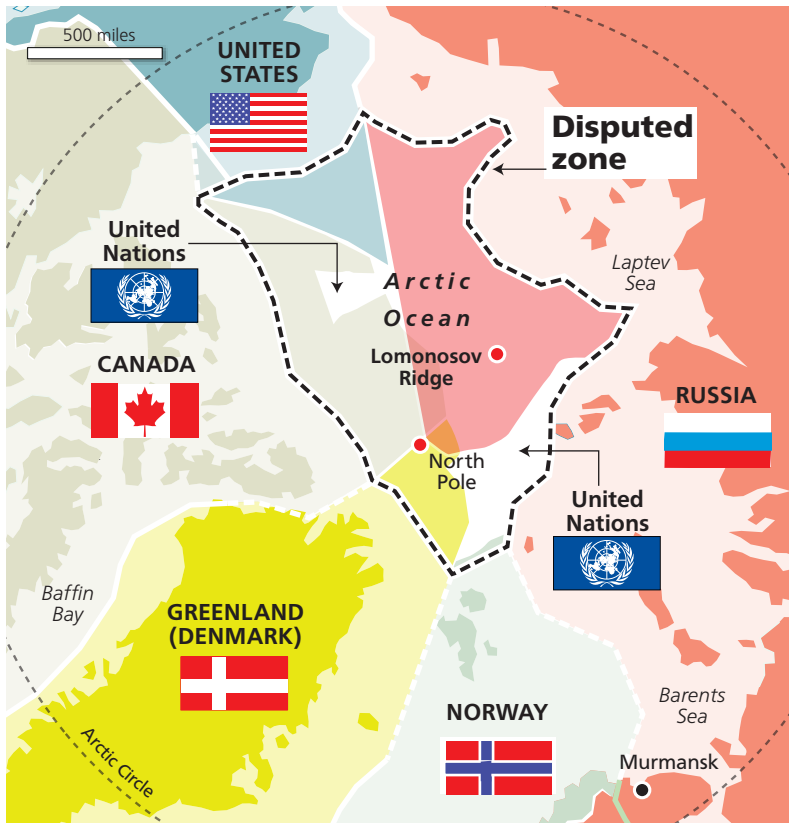 500 miles
UNITED
STATES
Disputed
zone
United
Nations
Laptev
Sea
Arctic
Ocean
Lomonosov
Ridge
CANADA
RUSSIA
North
Pole
United
Nations
Baffin
Bay
GREENLAND
(DENMARK)
NORWAY
Barents
Sea
Arctic Circle
Murmansk